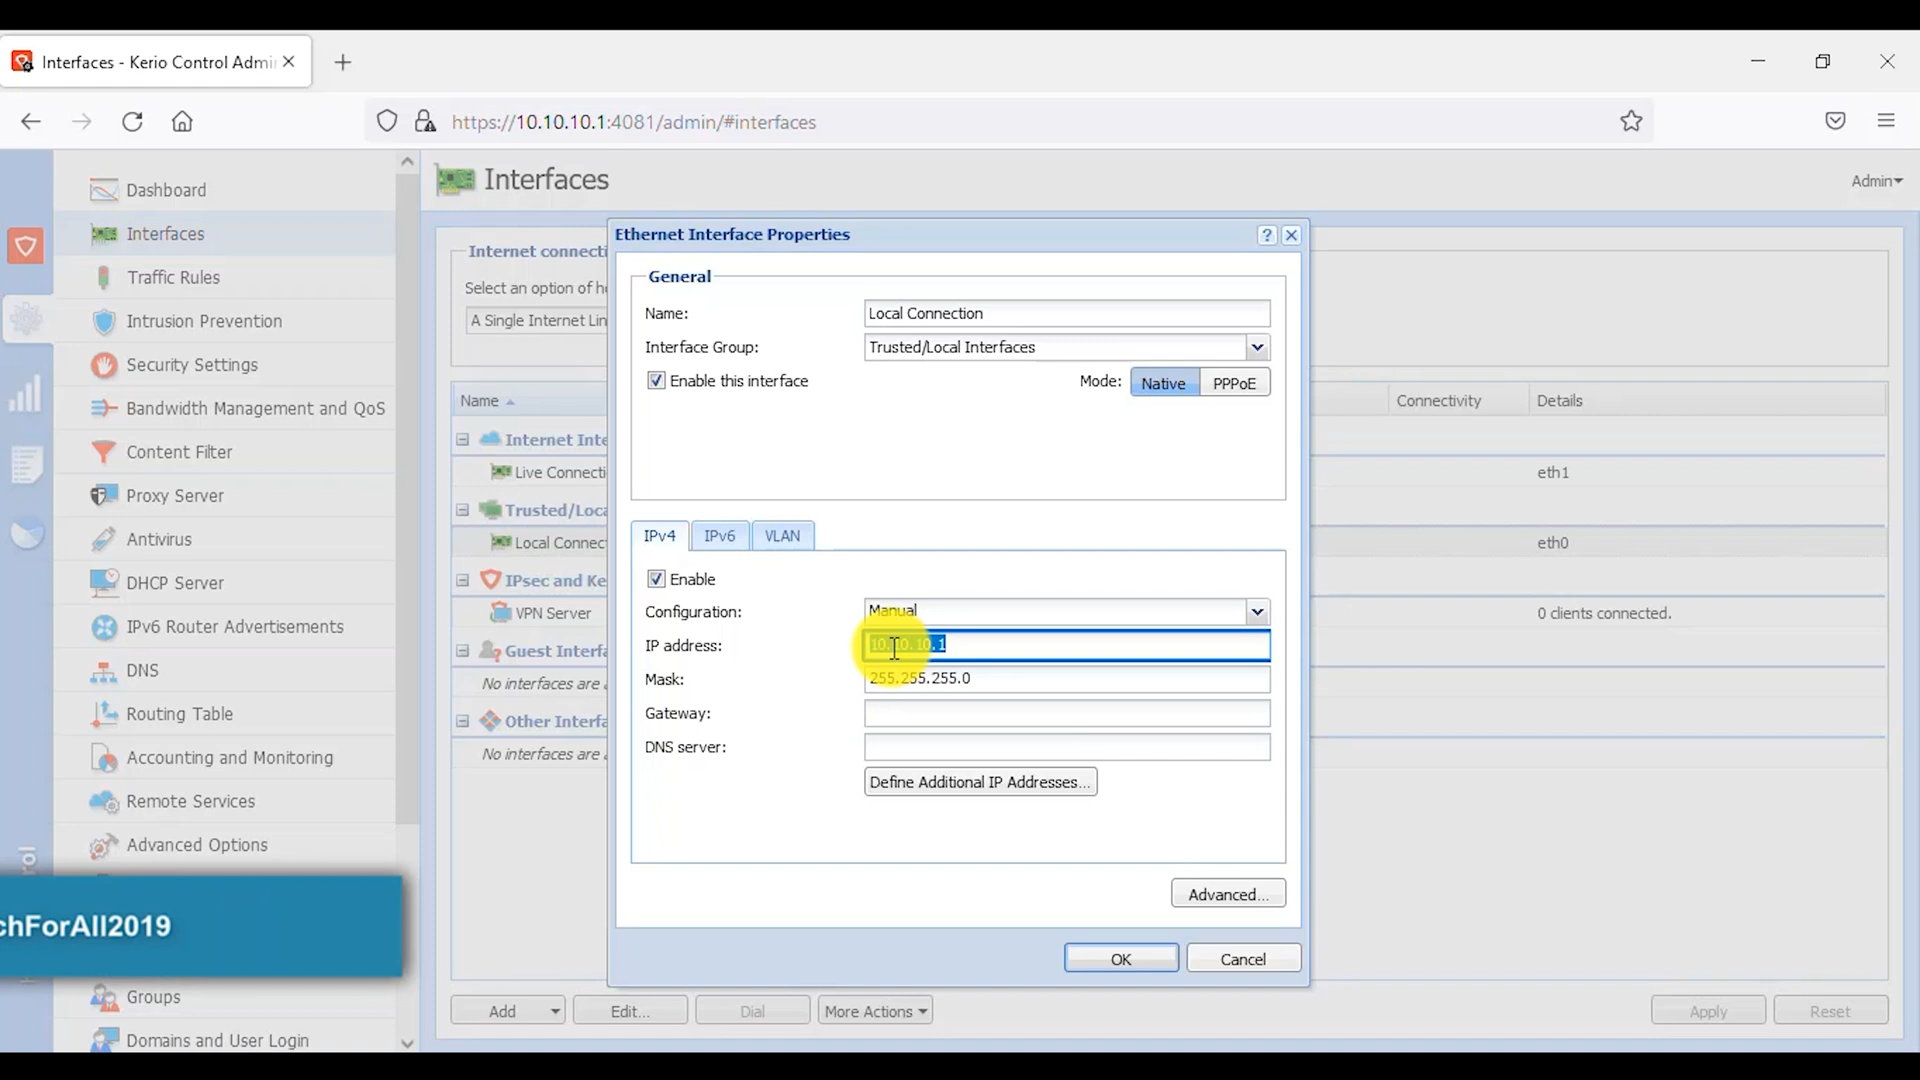 Interfaces - Kerio Control Admi
https://10.10.10.1:4081/admin/#interfaces
Dashboard
Interfaces
Traffic Rules
Intrusion Prevention
Security Settings
Bandwidth Management and QoS
Content Filter
Proxy Server
Antivirus
DHCP Server
IPv6 Router Advertisements
DNS
Routing Table
Accounting and Monitoring
Remote Services
Advanced Options
chForAll2019
Groups
Domains and User Login
Interfaces
Admin
Internet connecti
Select an option of h
A Single Internet Lin
Name
Connectivity
Details
Internet Inte
Live Connecti
eth1
Trusted/Loca
Local Connec
eth0
IPsec and Ke
VPN Server
0 clients connected.
Guest Interfa
No interfaces are a
Other Interfa
No interfaces are a
Ethernet Interface Properties
General
Name:
Local Connection
Interface Group:
Trusted/Local Interfaces
Enable this interface
Mode:
Native
PPPoE
IPv4
IPv6
VLAN
Enable
Configuration:
Manual
IP address:
10.10.10.1
Mask:
255.255.255.0
Gateway:
DNS server:
Define Additional IP Addresses...
Advanced...
OK
Cancel
Add
Edit...
Dial
More Actions
Apply
Reset